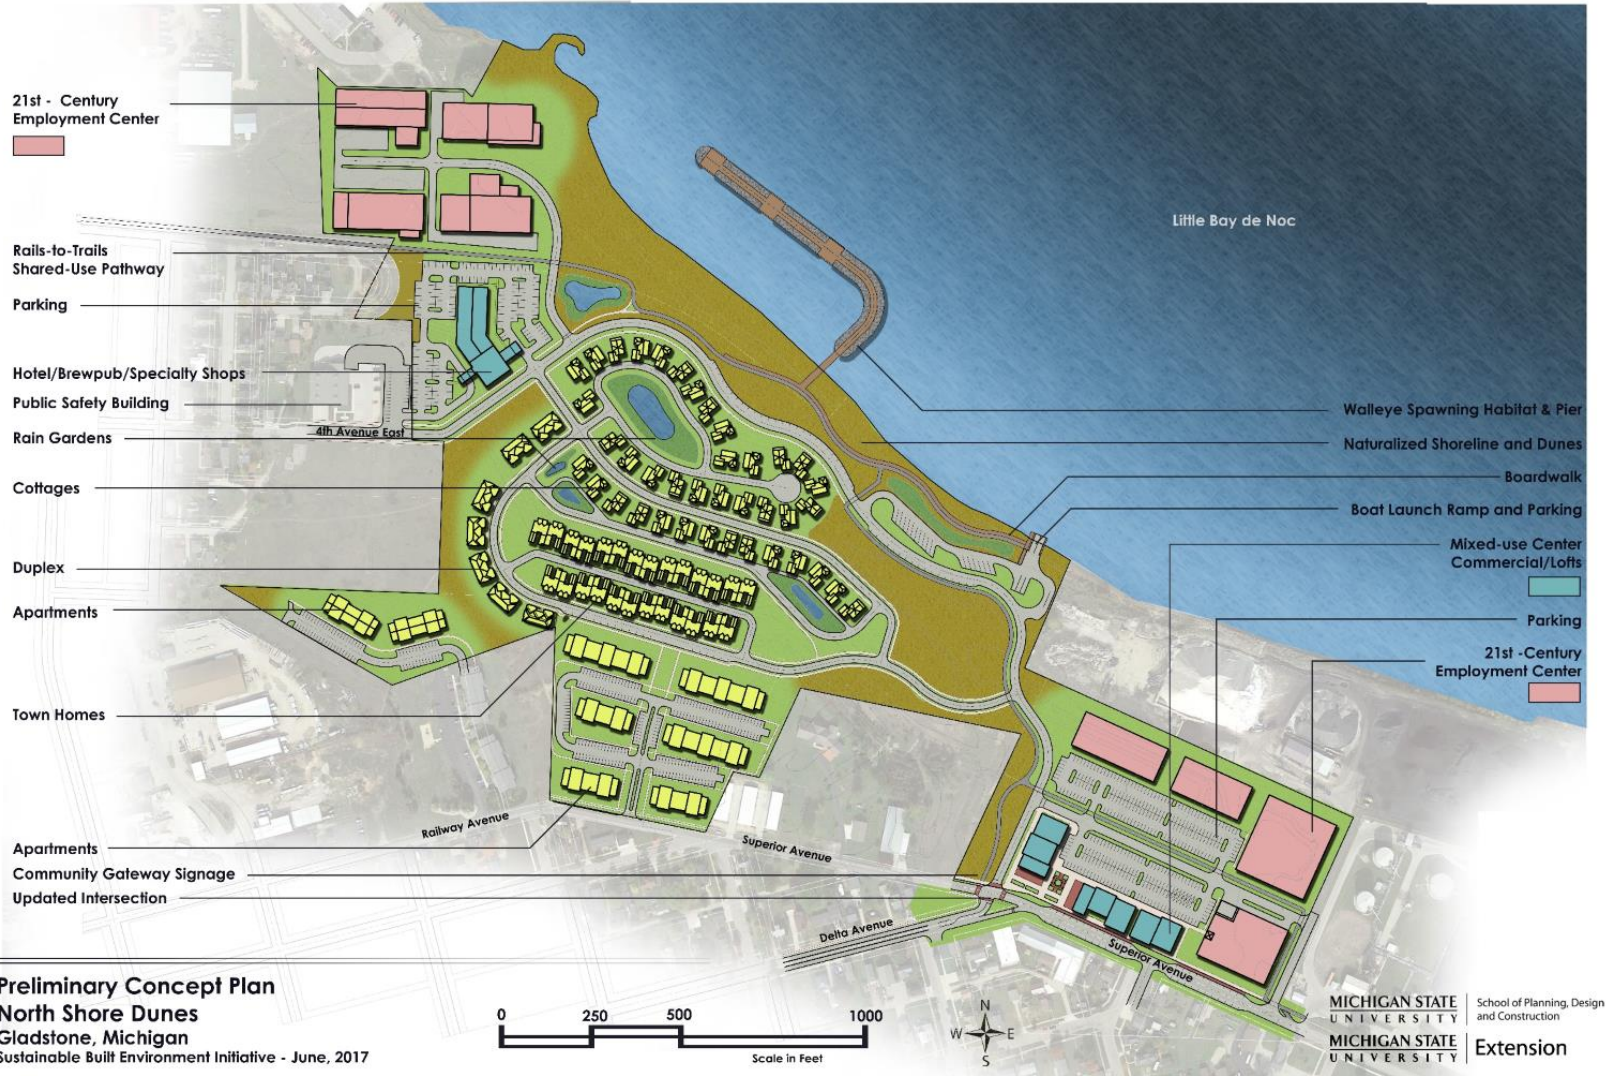 21st - Century
Employment Center
Rails-to-Trails
Shared-Use Pathway
Parking
Hotel/Brewpub/Specialty Shops
Public Safety Building
Rain Gardens
4th Avenue East
Cottages
Duplex
Apartments
Town Homes
Apartments
Community Gateway Signage
Updated Intersection
Little Bay de Noc
Walleye Spawning Habitat & Pier
Naturalized Shoreline and Dunes
Boardwalk
Boat Launch Ramp and Parking
Mixed-use Center
Commercial/Lofts
Parking
21st -Century
Employment Center
Railway Avenue
Superior Avenue
Delta Avenue
Superior Avenue
Preliminary Concept Plan
North Shore Dunes
Gladstone, Michigan
Sustainable Built Environment Initiative - June, 2017
0 250 500 1000
Scale in Feet
N
W E
S
MICHIGAN STATE
UNIVERSITY
School of Planning, Design
and Construction
MICHIGAN STATE
UNIVERSITY
Extension